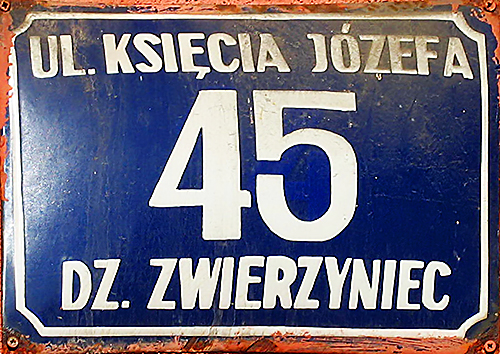 UL. KSIĘCIA JÓZEFA
45
DZ. ZWIERZYNIEC